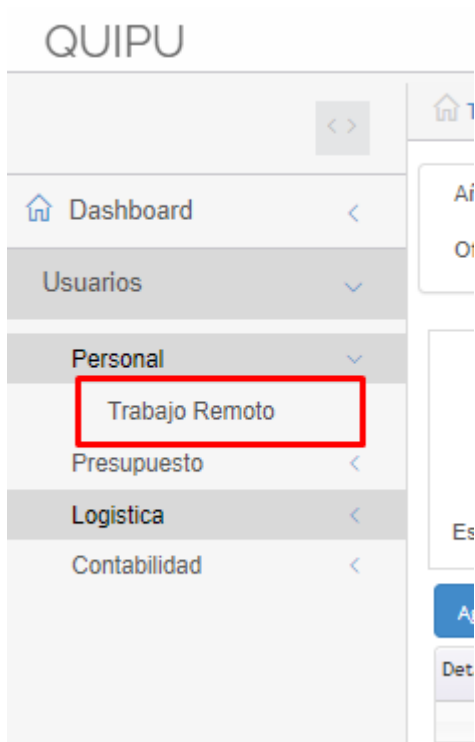 QUIPU
Dashboard
Usuarios
Personal
Trabajo Remoto
Presupuesto
Logistica
Contabilidad